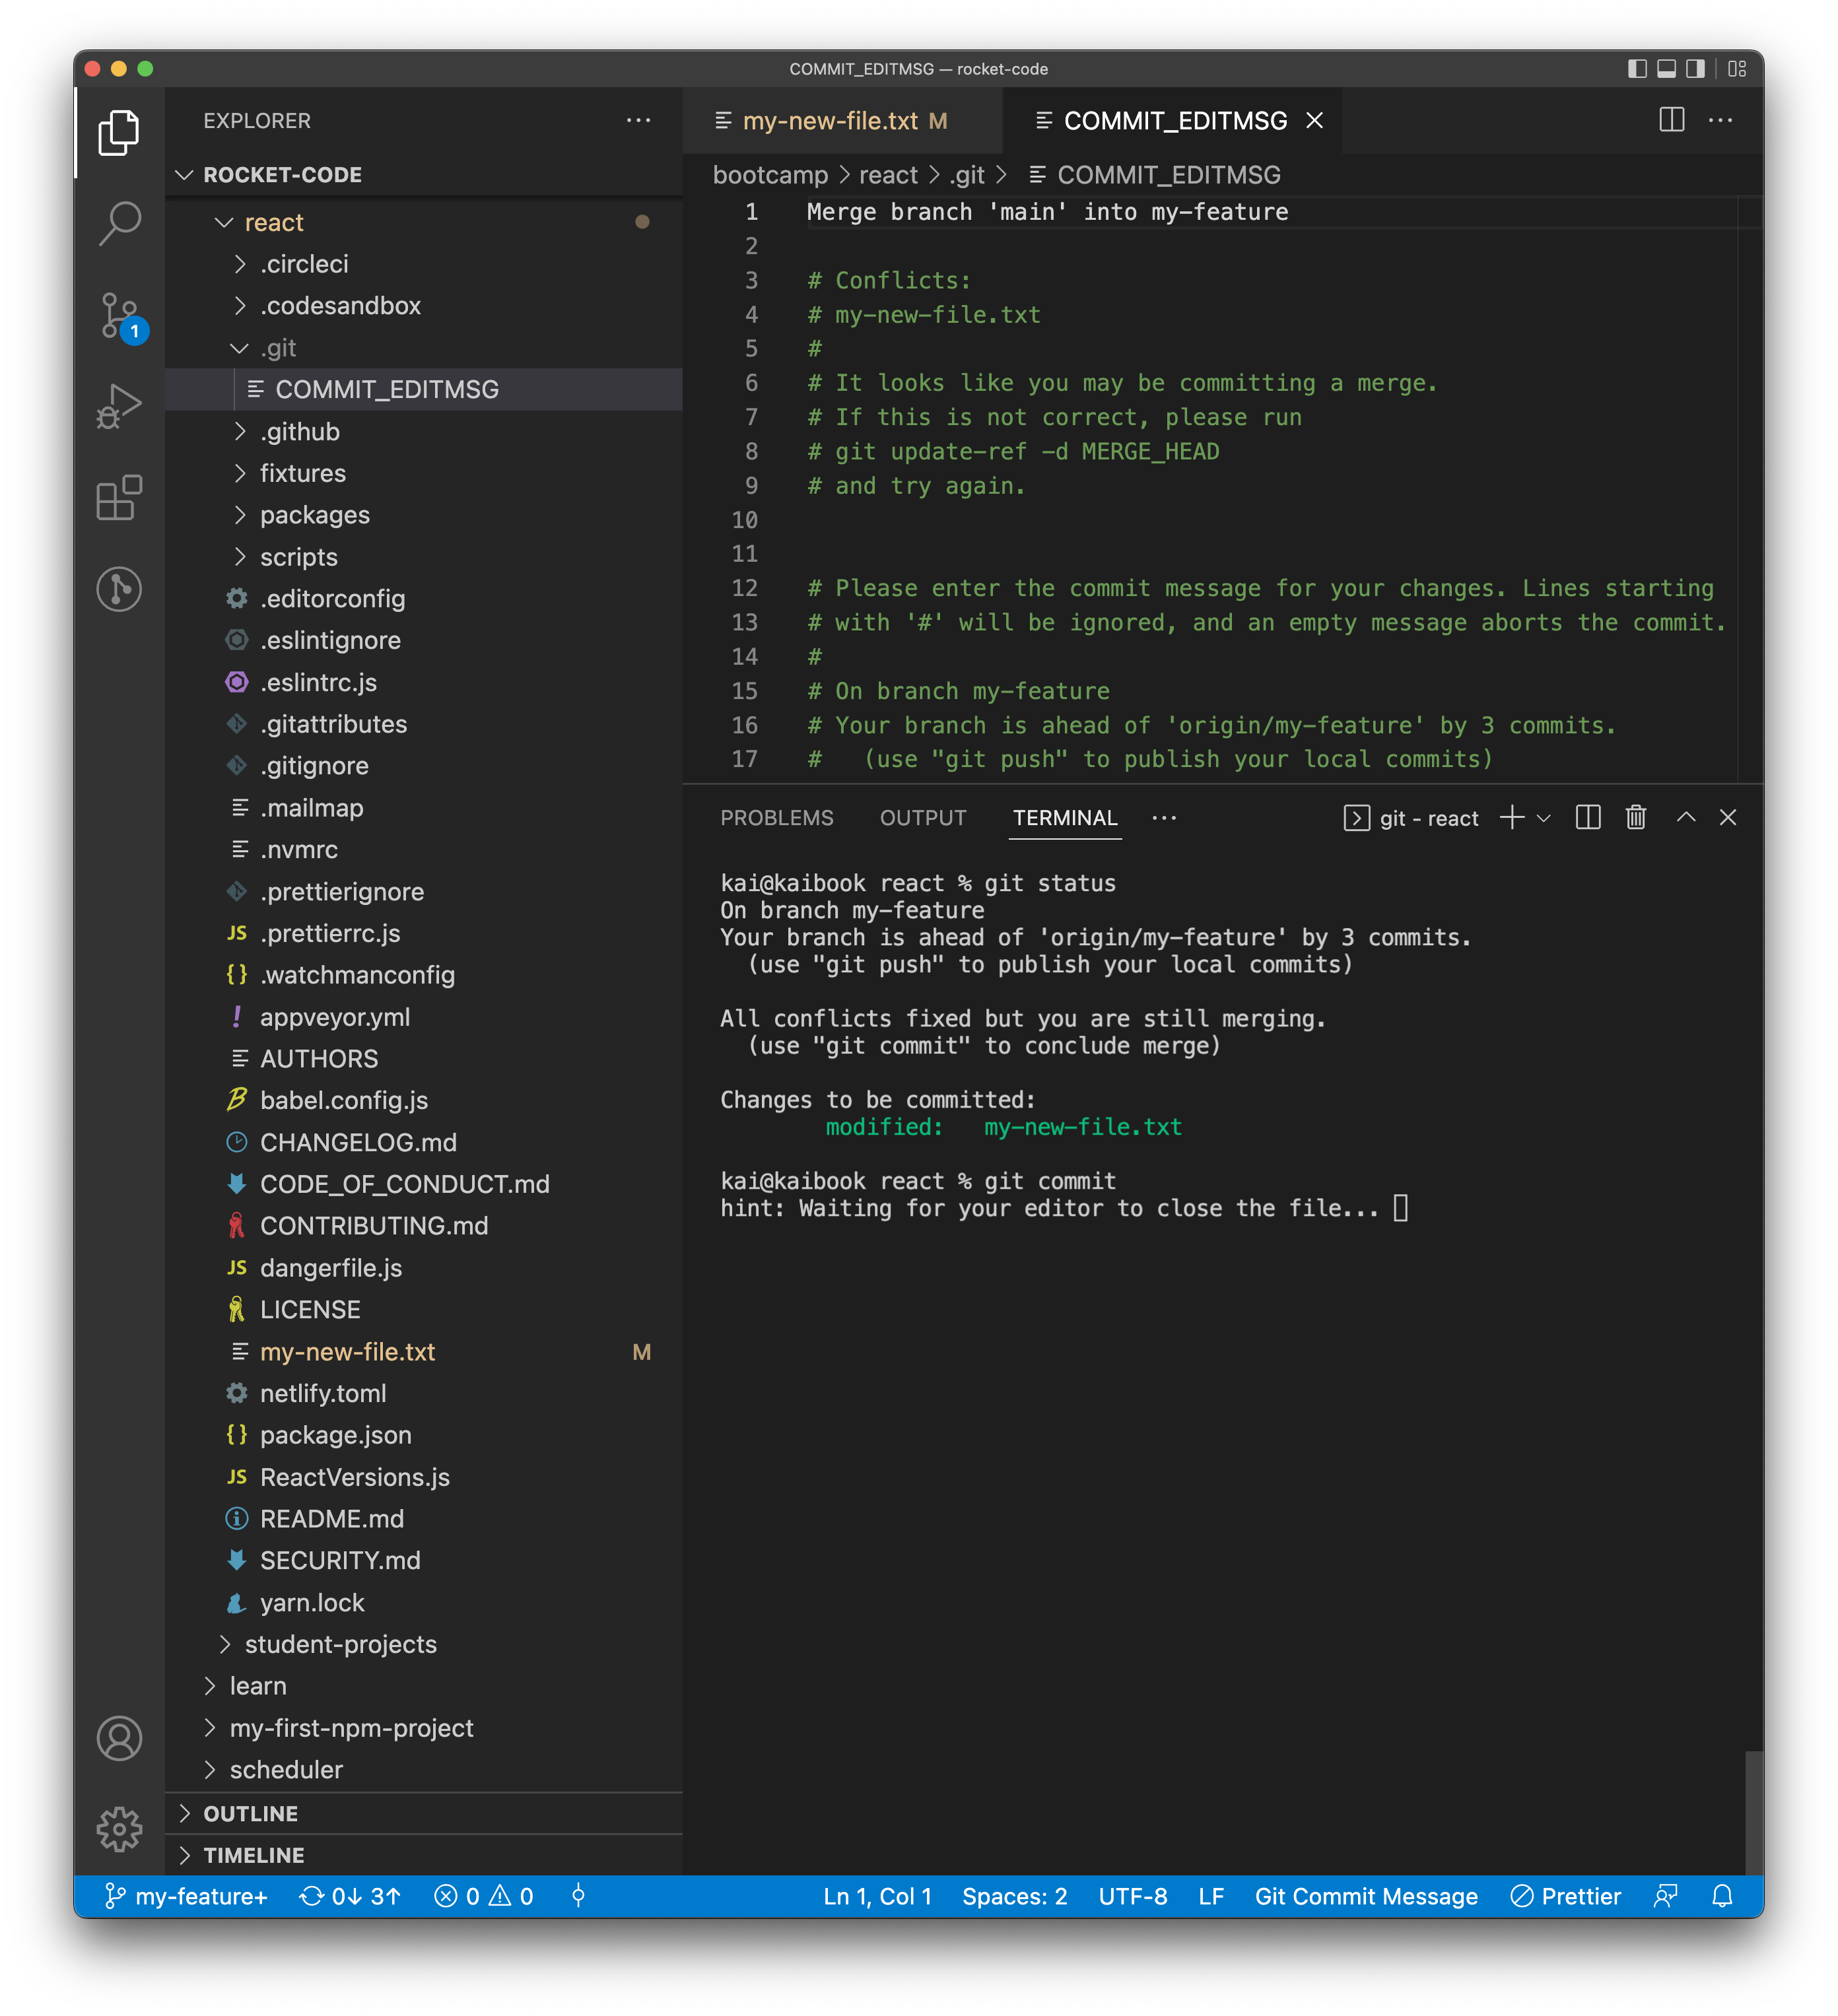 COMMIT_EDITMSG — rocket-code
EXPLORER
ROCKET-CODE
react
.circleci
.codesandbox
.git
COMMIT_EDITMSG
.github
fixtures
packages
scripts
.editorconfig
.eslintignore
.eslintrc.js
.gitattributes
.gitignore
.mailmap
.nvmrc
.prettierignore
JS .prettierrc.js
{} .watchmanconfig
! appveyor.yml
AUTHORS
babel.config.js
CHANGELOG.md
CODE_OF_CONDUCT.md
CONTRIBUTING.md
JS dangerfile.js
LICENSE
my-new-file.txt M
netlify.toml
{} package.json
JS ReactVersions.js
README.md
SECURITY.md
yarn.lock
student-projects
learn
my-first-npm-project
scheduler
OUTLINE
TIMELINE
1
my-new-file.txt M COMMIT_EDITMSG
bootcamp > react > .git > COMMIT_EDITMSG
1 Merge branch 'main' into my-feature
2
3 # Conflicts:
4 # my-new-file.txt
5 #
6 # It looks like you may be committing a merge.
7 # If this is not correct, please run
8 # git update-ref -d MERGE_HEAD
9 # and try again.
10
11
12 # Please enter the commit message for your changes. Lines starting
13 # with '#' will be ignored, and an empty message aborts the commit.
14 #
15 # On branch my-feature
16 # Your branch is ahead of 'origin/my-feature' by 3 commits.
17 #   (use "git push" to publish your local commits)
PROBLEMS OUTPUT TERMINAL ··· git - react
kai@kaibook react % git status
On branch my-feature
Your branch is ahead of 'origin/my-feature' by 3 commits.
  (use "git push" to publish your local commits)
All conflicts fixed but you are still merging.
  (use "git commit" to conclude merge)
Changes to be committed:
        modified:   my-new-file.txt
kai@kaibook react % git commit
hint: Waiting for your editor to close the file...
my-feature+ 0↓ 3↑ 0 0 Ln 1, Col 1 Spaces: 2 UTF-8 LF Git Commit Message Prettier